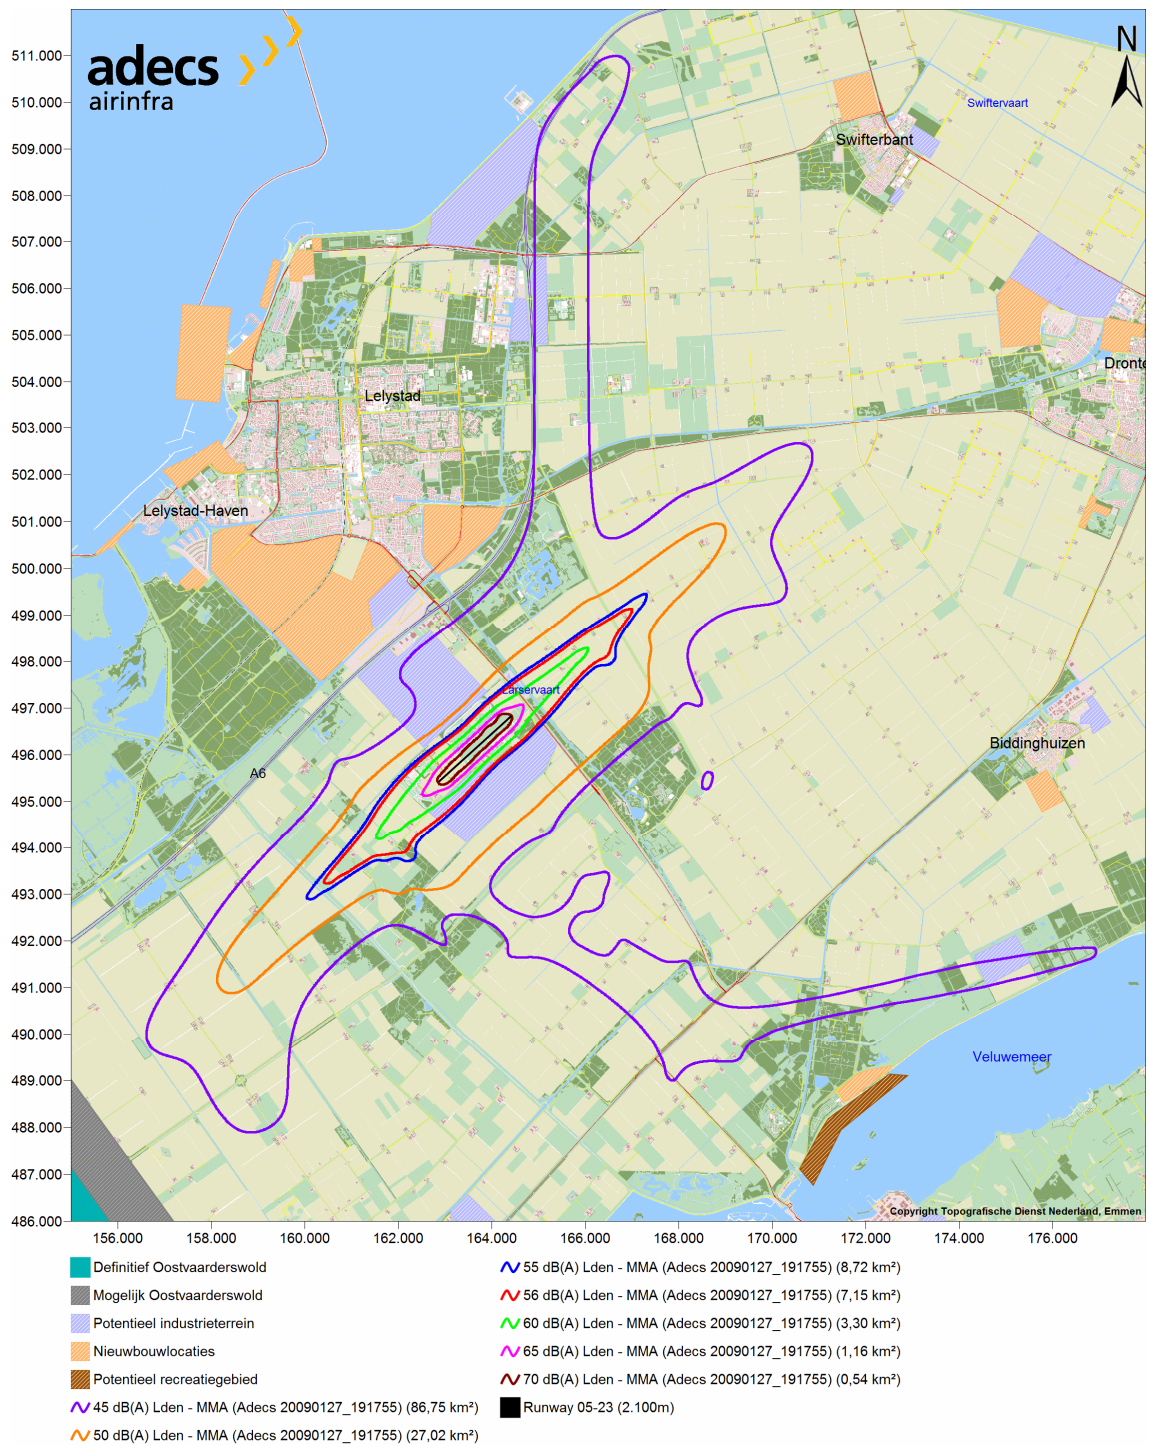 adecs
airinfra
N
511.000
510.000
509.000
508.000
507.000
506.000
505.000
504.000
503.000
502.000
501.000
500.000
499.000
498.000
497.000
496.000
495.000
494.000
493.000
492.000
491.000
490.000
489.000
488.000
487.000
486.000
Swiftervaart
Swifterbant
Dronte
Lelystad
Lelystad-Haven
Larservaart
A6
Biddinghuizen
Veluwemeer
Copyright Topografische Dienst Nederland, Emmen
156.000 158.000 160.000 162.000 164.000 166.000 168.000 170.000 172.000 174.000 176.000
Definitief Oostvaarderswold
Mogelijk Oostvaarderswold
Potentieel industrieterrein
Nieuwbouwlocaties
Potentieel recreatiegebied
45 dB(A) Lden - MMA (Adecs 20090127_191755) (86,75 km²)
50 dB(A) Lden - MMA (Adecs 20090127_191755) (27,02 km²)
55 dB(A) Lden - MMA (Adecs 20090127_191755) (8,72 km²)
56 dB(A) Lden - MMA (Adecs 20090127_191755) (7,15 km²)
60 dB(A) Lden - MMA (Adecs 20090127_191755) (3,30 km²)
65 dB(A) Lden - MMA (Adecs 20090127_191755) (1,16 km²)
70 dB(A) Lden - MMA (Adecs 20090127_191755) (0,54 km²)
Runway 05-23 (2.100m)